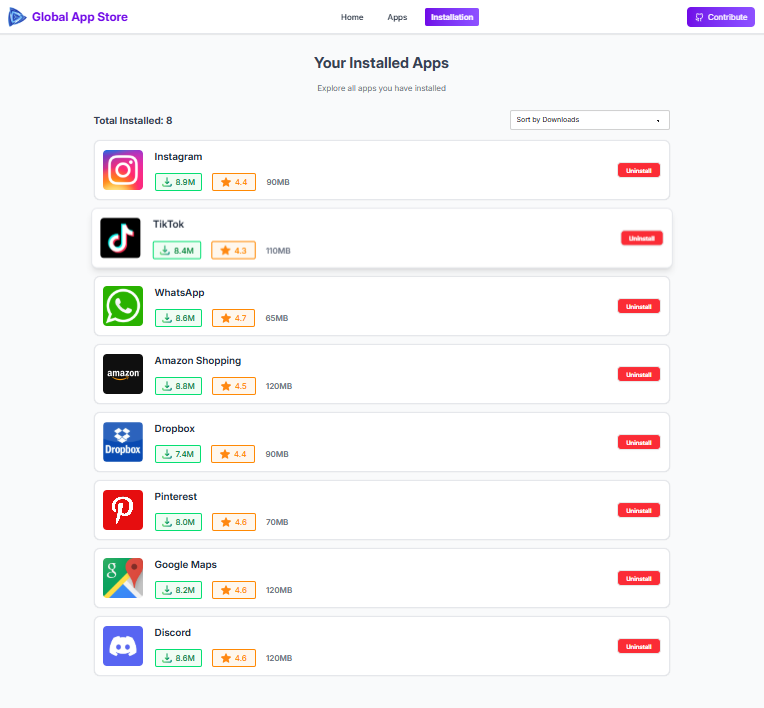 Global App Store
Home Apps Installation
Contribute
Your Installed Apps
Explore all apps you have installed
Total Installed: 8
Sort by Downloads
Instagram
8.9M 4.4 90MB
Uninstall
TikTok
8.4M 4.3 110MB
Uninstall
WhatsApp
8.6M 4.7 65MB
Uninstall
amazon
Amazon Shopping
8.8M 4.5 120MB
Uninstall
Dropbox
Dropbox
7.4M 4.4 90MB
Uninstall
Pinterest
8.0M 4.6 70MB
Uninstall
g
Google Maps
8.2M 4.6 120MB
Uninstall
Discord
8.6M 4.6 120MB
Uninstall